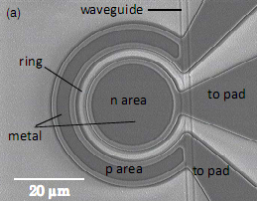 (a)
waveguide
ring
n area
to pad
metal
p area
to pad
20 µm